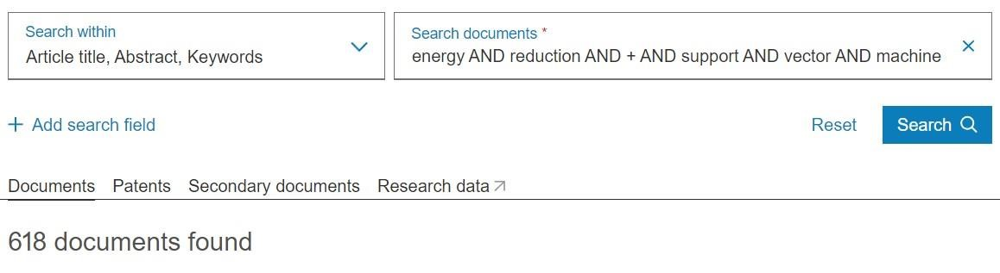 Search within
Article title, Abstract, Keywords
Search documents *
energy AND reduction AND + AND support AND vector AND machine
+ Add search field
Reset
Search
Documents Patents Secondary documents Research data
618 documents found